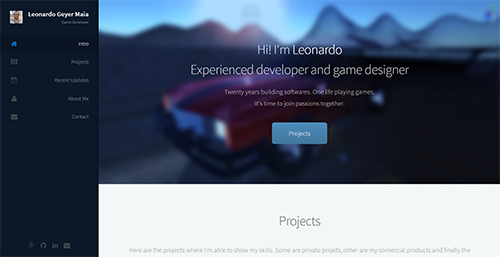 Leonardo Geyer Maia
Game Developer
Intro
Projects
Recent Updates
About Me
Contact
Hi! I'm Leonardo
Experienced developer and game designer
Twenty years building softwares. One life playing games.
It's time to join passions together.
Projects
Projects
Here are the projects where I'm able to show my skills. Some are private projets, other are my comercial products and finally the